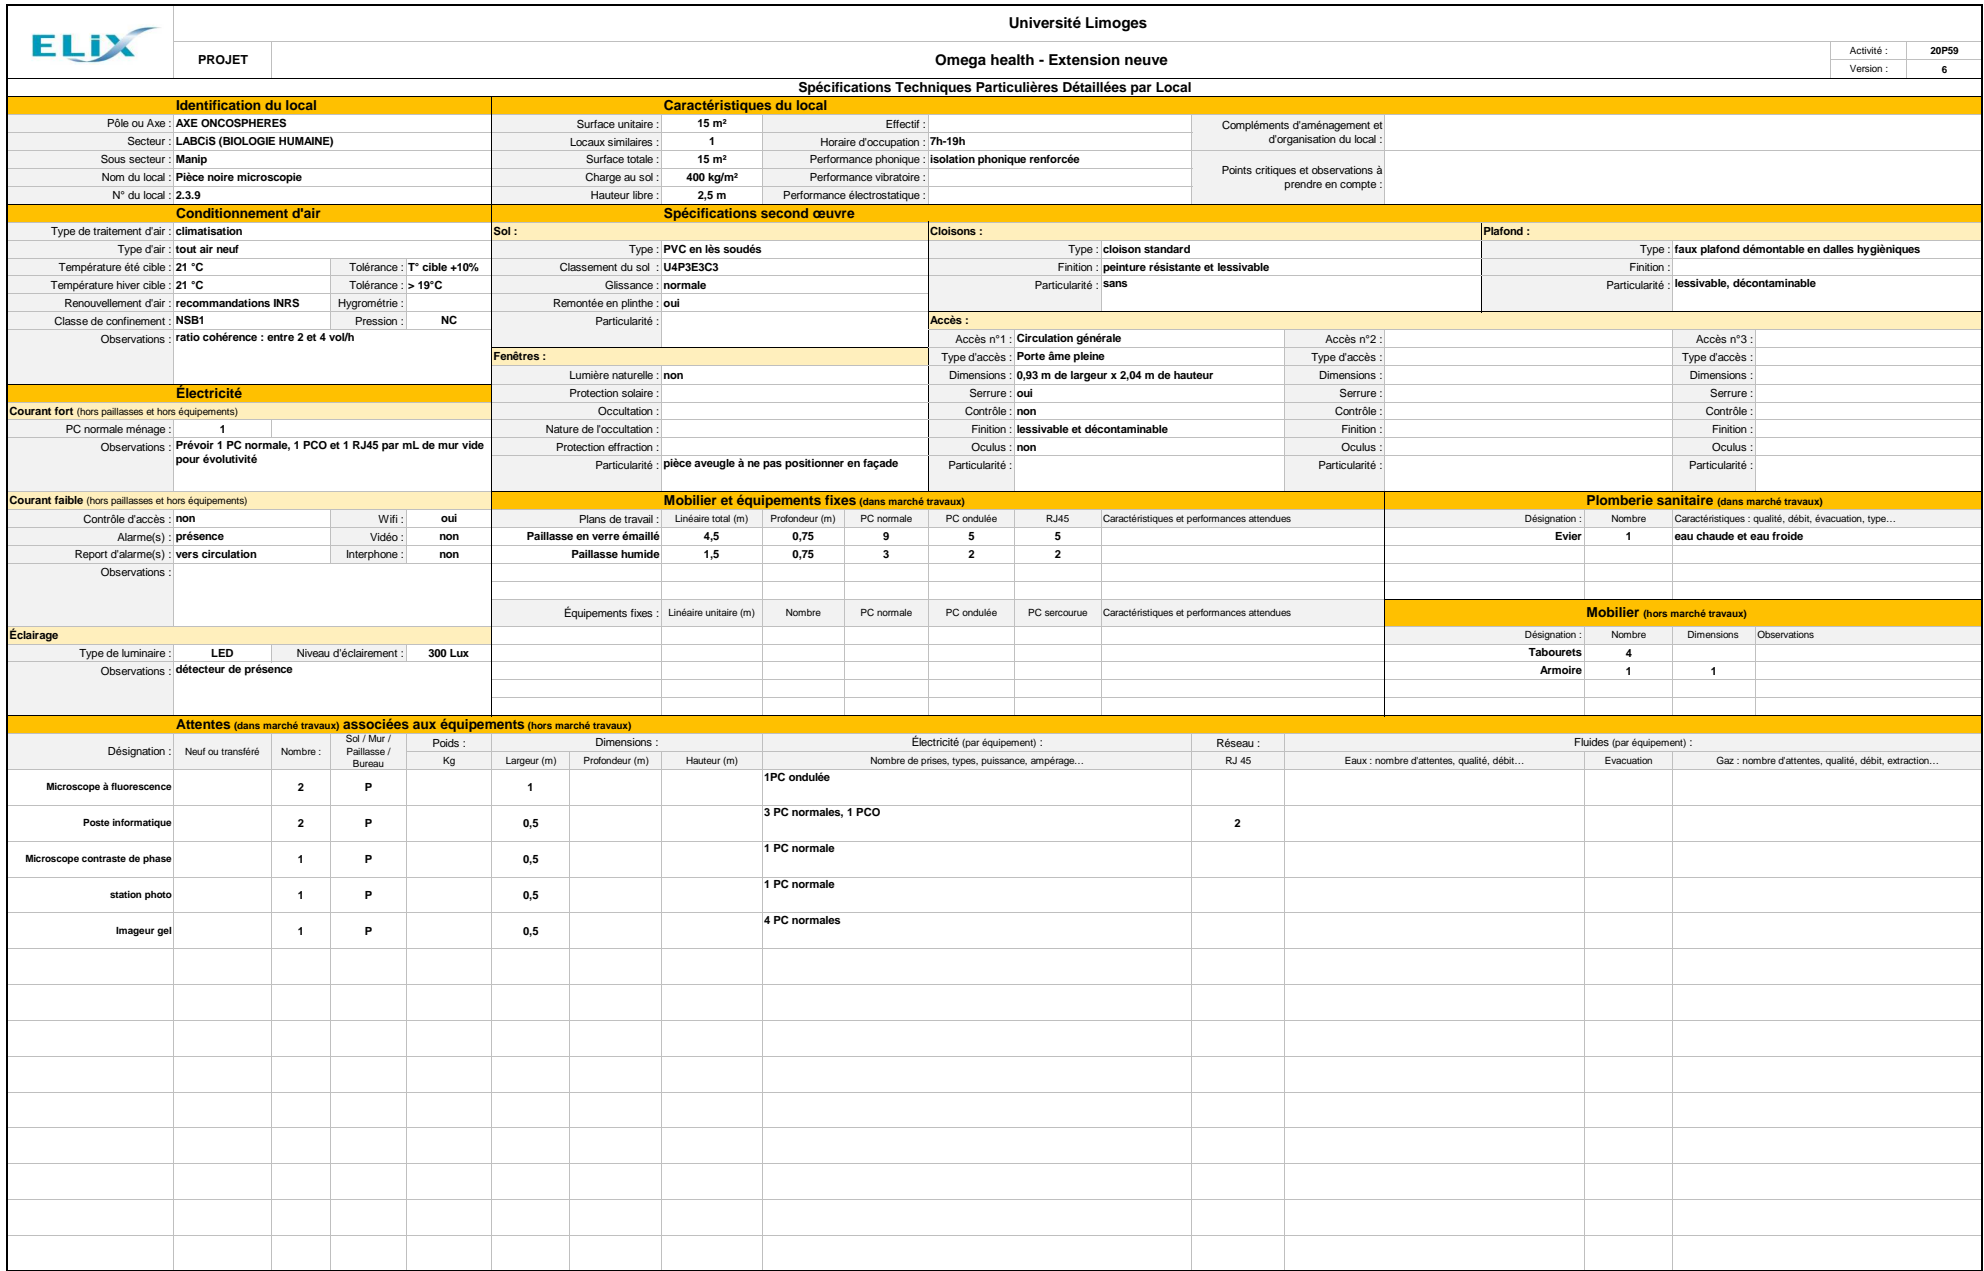 ELiX
Université Limoges
PROJET
Omega health - Extension neuve
Activité : 20P59
Version : 6
Spécifications Techniques Particulières Détaillées par Local
Identification du local
Pôle ou Axe : AXE ONCOSPHERES
Secteur : LABCiS (BIOLOGIE HUMAINE)
Sous secteur : Manip
Nom du local : Pièce noire microscopie
N° du local : 2.3.9
Caractéristiques du local
Surface unitaire : 15 m² Effectif :
Locaux similaires : 1 Horaire d'occupation : 7h-19h
Surface totale : 15 m² Performance phonique : isolation phonique renforcée
Charge au sol : 400 kg/m² Performance vibratoire :
Hauteur libre : 2,5 m Performance électrostatique :
Compléments d'aménagement et
d'organisation du local :
Points critiques et observations à
prendre en compte :
Conditionnement d'air
Type de traitement d'air : climatisation
Type d'air : tout air neuf
Température été cible : 21 °C Tolérance : T° cible +10%
Température hiver cible : 21 °C Tolérance : > 19°C
Renouvellement d'air : recommandations INRS Hygrométrie :
Classe de confinement : NSB1 Pression : NC
Observations : ratio cohérence : entre 2 et 4 vol/h
Spécifications second œuvre
Sol :
Type : PVC en lès soudés
Classement du sol : U4P3E3C3
Glissance : normale
Remontée en plinthe : oui
Particularité :
Cloisons :
Type : cloison standard
Finition : peinture résistante et lessivable
Particularité : sans
Plafond :
Type : faux plafond démontable en dalles hygièniques
Finition :
Particularité : lessivable, décontaminable
Fenêtres :
Lumière naturelle : non
Protection solaire :
Occultation :
Nature de l'occultation :
Protection effraction :
Particularité : pièce aveugle à ne pas positionner en façade
Accès :
Accès n°1 : Circulation générale Accès n°2 : Accès n°3 :
Type d'accès : Porte âme pleine Type d'accès : Type d'accès :
Dimensions : 0,93 m de largeur x 2,04 m de hauteur Dimensions : Dimensions :
Serrure : oui Serrure : Serrure :
Contrôle : non Contrôle : Contrôle :
Finition : lessivable et décontaminable Finition : Finition :
Oculus : non Oculus : Oculus :
Particularité : Particularité : Particularité :
Électricité
Courant fort (hors paillasses et hors équipements)
PC normale ménage : 1
Observations : Prévoir 1 PC normale, 1 PCO et 1 RJ45 par mL de mur vide
pour évolutivité
Courant faible (hors paillasses et hors équipements)
Contrôle d'accès : non Wifi : oui
Alarme(s) : présence Vidéo : non
Report d'alarme(s) : vers circulation Interphone : non
Observations :
Éclairage
Type de luminaire : LED Niveau d'éclairement : 300 Lux
Observations : détecteur de présence
Mobilier et équipements fixes (dans marché travaux)
Plans de travail : Linéaire total (m) Profondeur (m) PC normale PC ondulée RJ45 Caractéristiques et performances attendues
Paillasse en verre émaillé 4,5 0,75 9 5 5
Paillasse humide 1,5 0,75 3 2 2
Équipements fixes : Linéaire unitaire (m) Nombre PC normale PC ondulée PC sercourue Caractéristiques et performances attendues
Plomberie sanitaire (dans marché travaux)
Désignation : Nombre Caractéristiques : qualité, débit, évacuation, type…
Evier 1 eau chaude et eau froide
Mobilier (hors marché travaux)
Désignation : Nombre Dimensions Observations
Tabourets 4
Armoire 1 1
Attentes (dans marché travaux) associées aux équipements (hors marché travaux)
Désignation : Neuf ou transféré Nombre : Sol / Mur / Paillasse / Bureau Poids : Dimensions : Électricité (par équipement) : Réseau : Fluides (par équipement) :
Kg Largeur (m) Profondeur (m) Hauteur (m) Nombre de prises, types, puissance, ampérage… RJ 45 Eaux : nombre d'attentes, qualité, débit… Evacuation Gaz : nombre d'attentes, qualité, débit, extraction…
Microscope à fluorescence 2 P 1 1PC ondulée
Poste informatique 2 P 0,5 3 PC normales, 1 PCO 2
Microscope contraste de phase 1 P 0,5 1 PC normale
station photo 1 P 0,5 1 PC normale
Imageur gel 1 P 0,5 4 PC normales